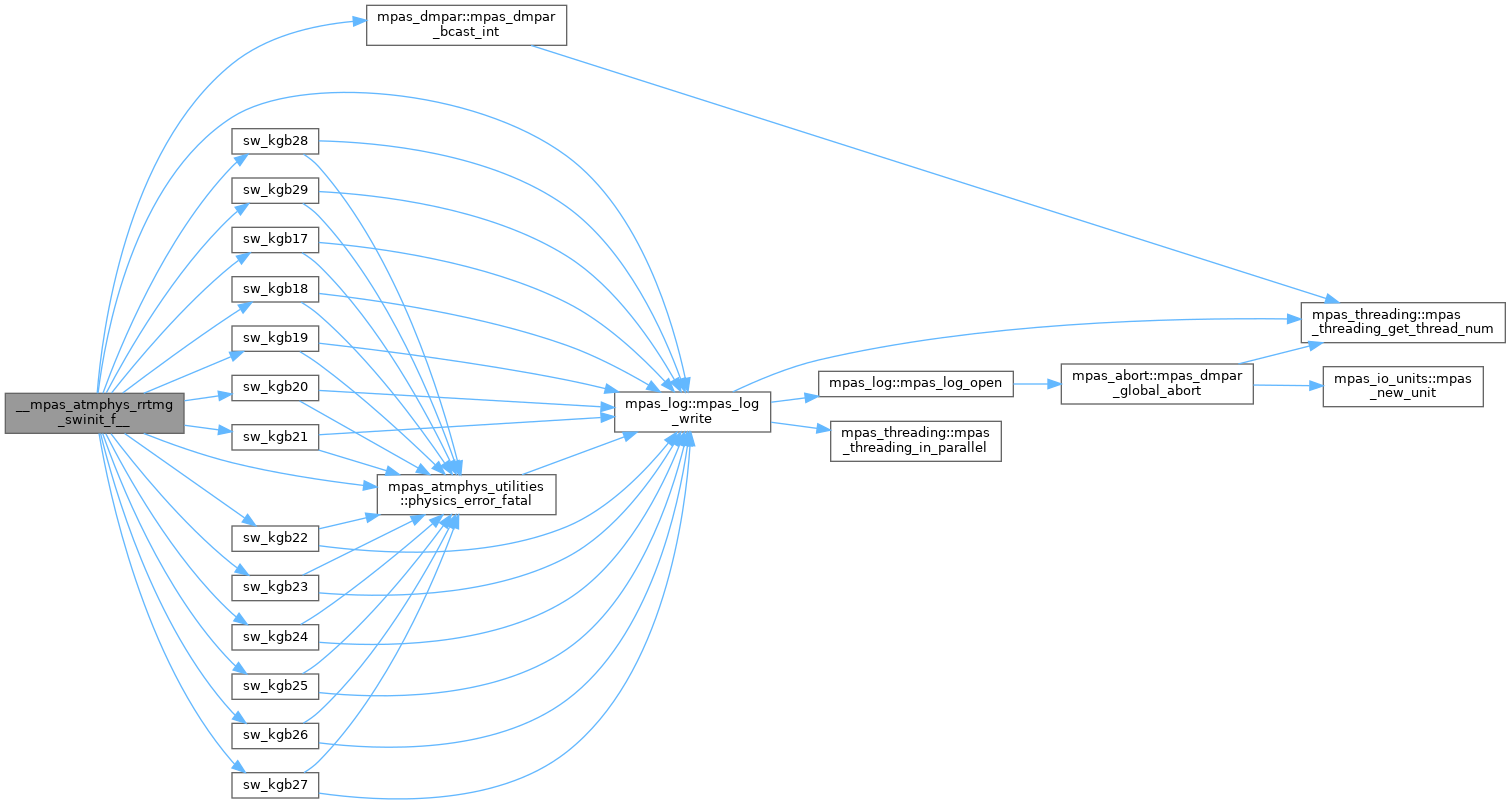 mpas_dmpar::mpas_dmpar
_bcast_int
sw_kgb28
sw_kgb29
sw_kgb17
sw_kgb18
sw_kgb19
sw_kgb20
sw_kgb21
__mpas_atmphys_rrtmg
_swinit_f__
mpas_atmphys_utilities
::physics_error_fatal
sw_kgb22
sw_kgb23
sw_kgb24
sw_kgb25
sw_kgb26
sw_kgb27
mpas_log::mpas_log
_write
mpas_log::mpas_log_open
mpas_threading::mpas
_threading_in_parallel
mpas_abort::mpas_dmpar
_global_abort
mpas_threading::mpas
_threading_get_thread_num
mpas_io_units::mpas
_new_unit